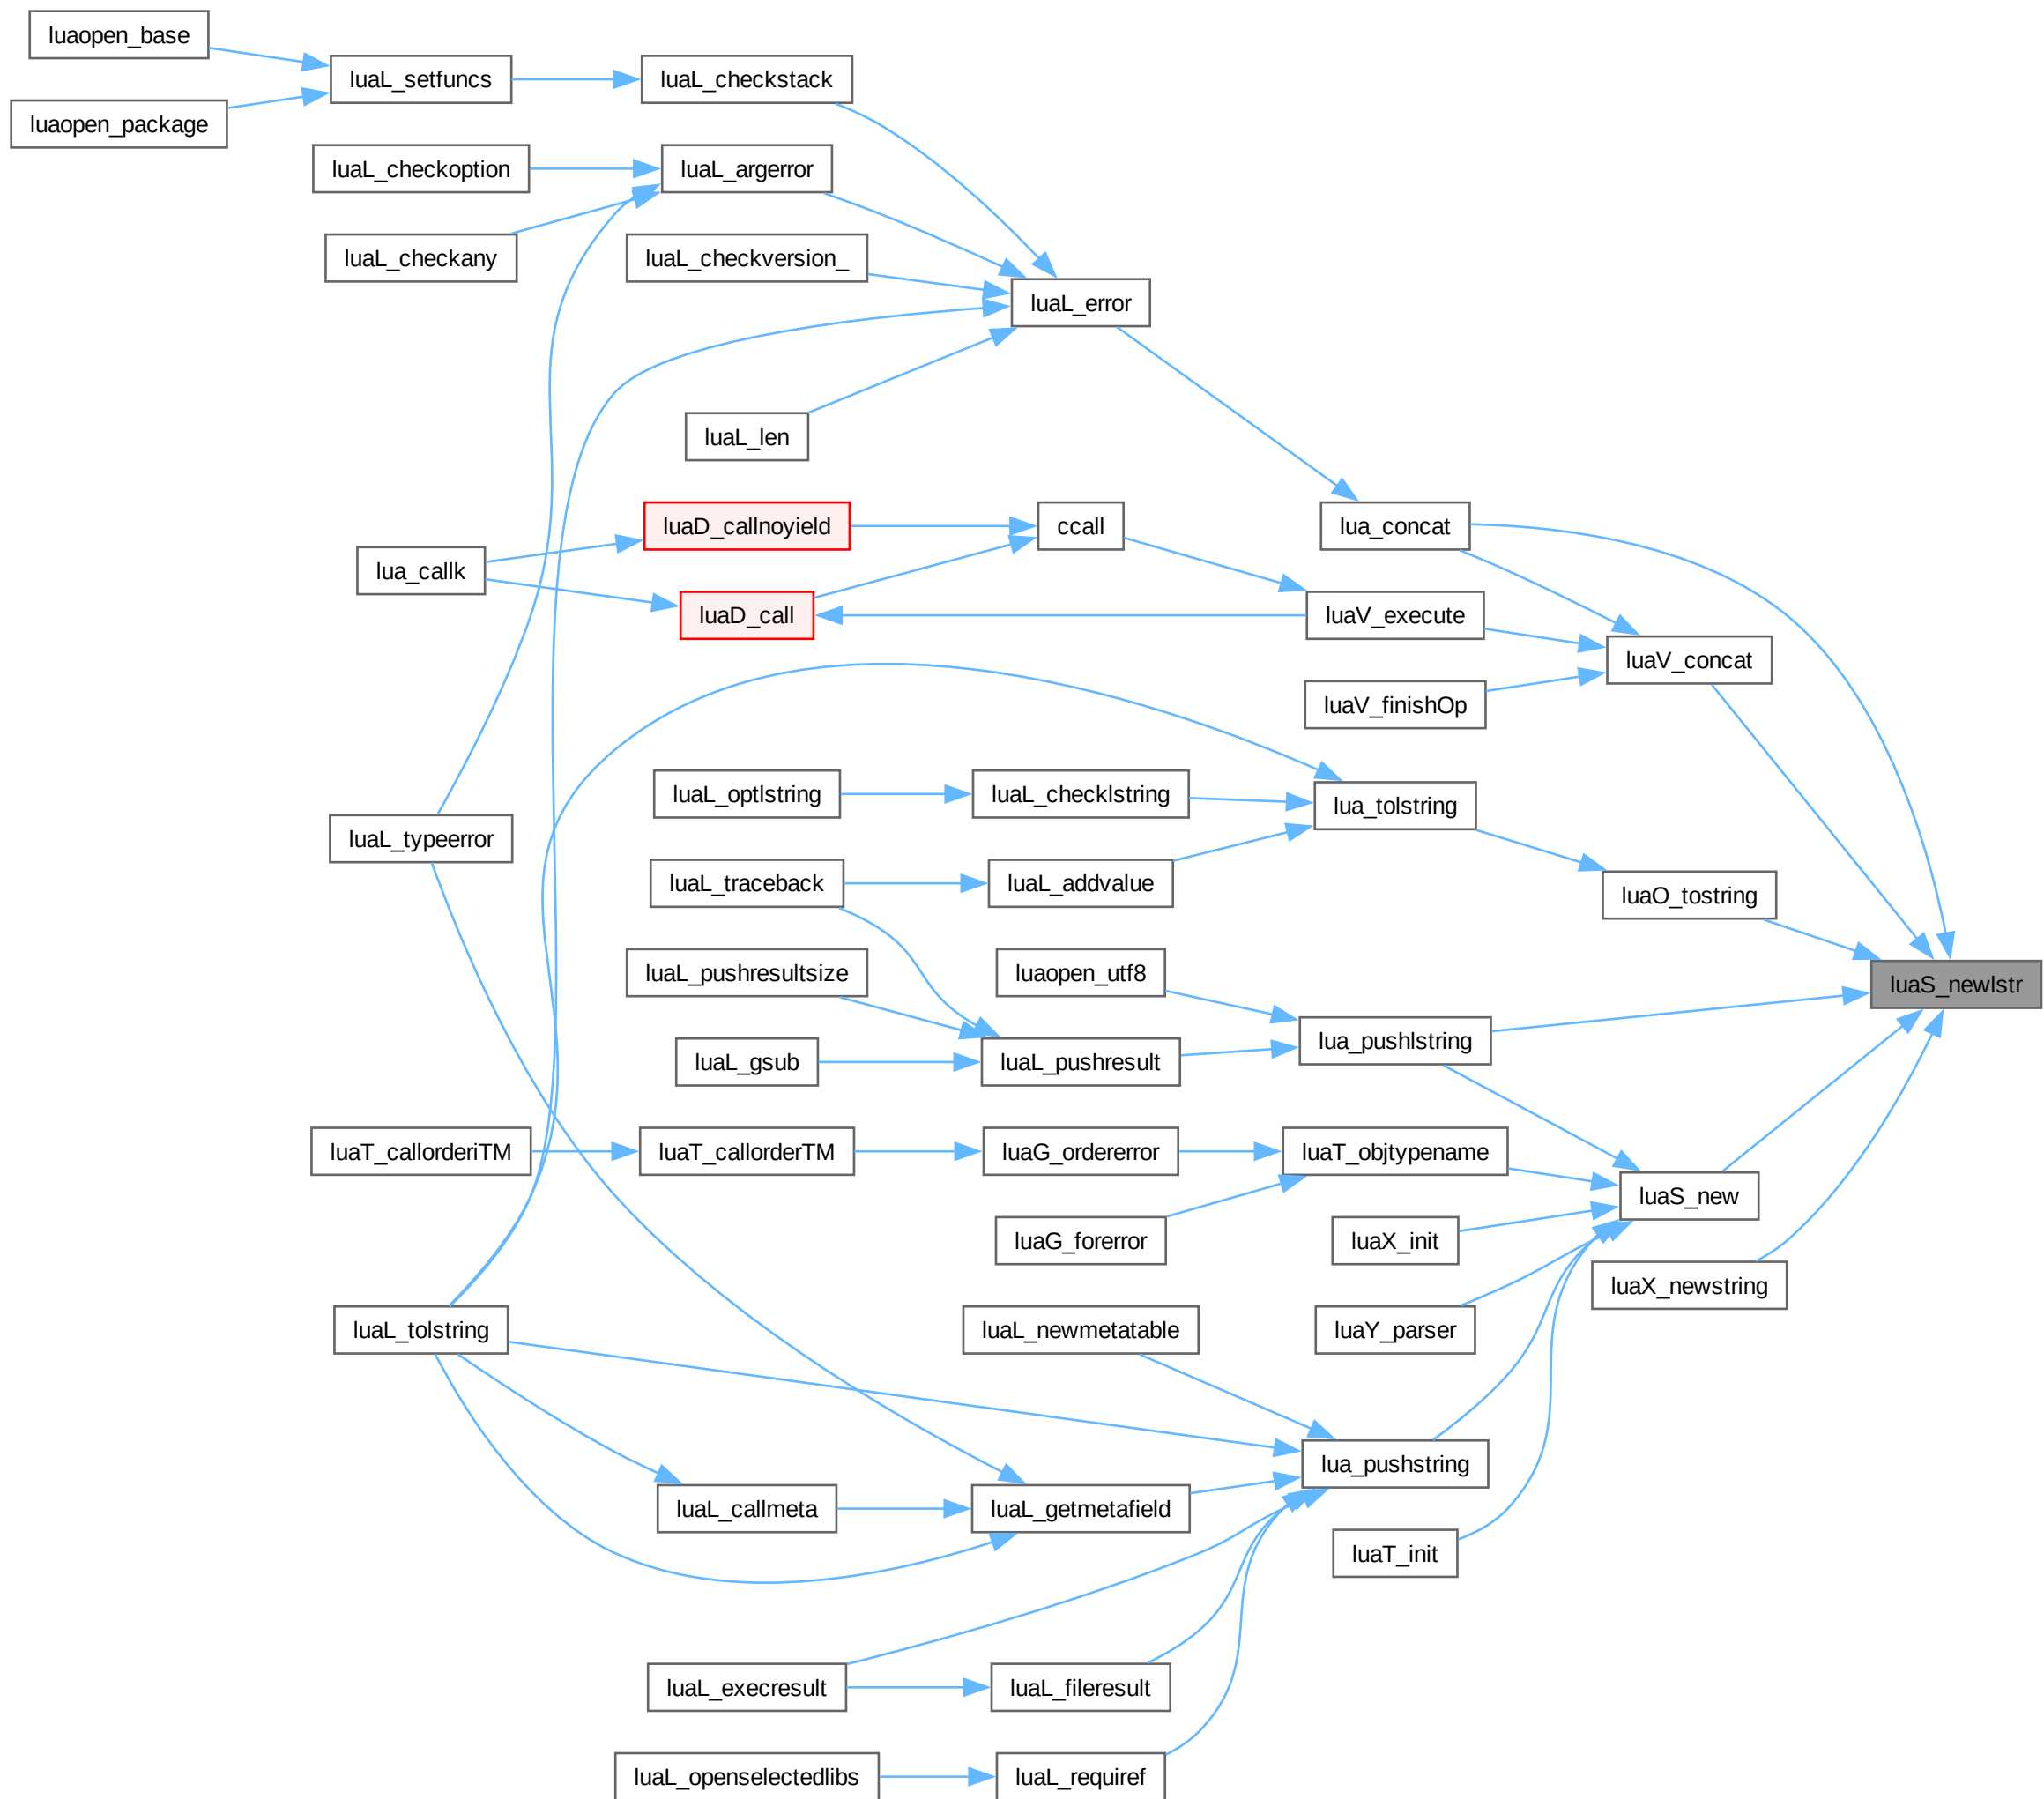 luaopen_base
luaL_setfuncs
luaL_checkstack
luaopen_package
luaL_checkoption
luaL_argerror
luaL_checkany
luaL_checkversion_
luaL_error
luaL_len
luaD_callnoyield
ccall
lua_concat
lua_callk
luaD_call
luaV_execute
luaV_concat
luaV_finishOp
luaL_optlstring
luaL_checklstring
lua_tolstring
luaL_typeerror
luaL_traceback
luaL_addvalue
luaO_tostring
luaL_pushresultsize
luaopen_utf8
luaS_newlstr
lua_pushlstring
luaL_gsub
luaL_pushresult
luaT_callorderiTM
luaT_callorderTM
luaG_ordererror
luaT_objtypename
luaS_new
luaG_forerror
luaX_init
luaX_newstring
luaL_tolstring
luaL_newmetatable
luaY_parser
lua_pushstring
luaL_callmeta
luaL_getmetafield
luaT_init
luaL_execresult
luaL_fileresult
luaL_openselectedlibs
luaL_requiref